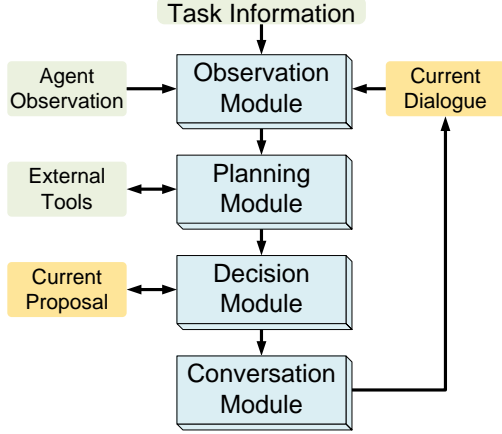 Task Information
Agent
Observation
Observation
Module
Current
Dialogue
External
Tools
Planning
Module
Current
Proposal
Decision
Module
Conversation
Module